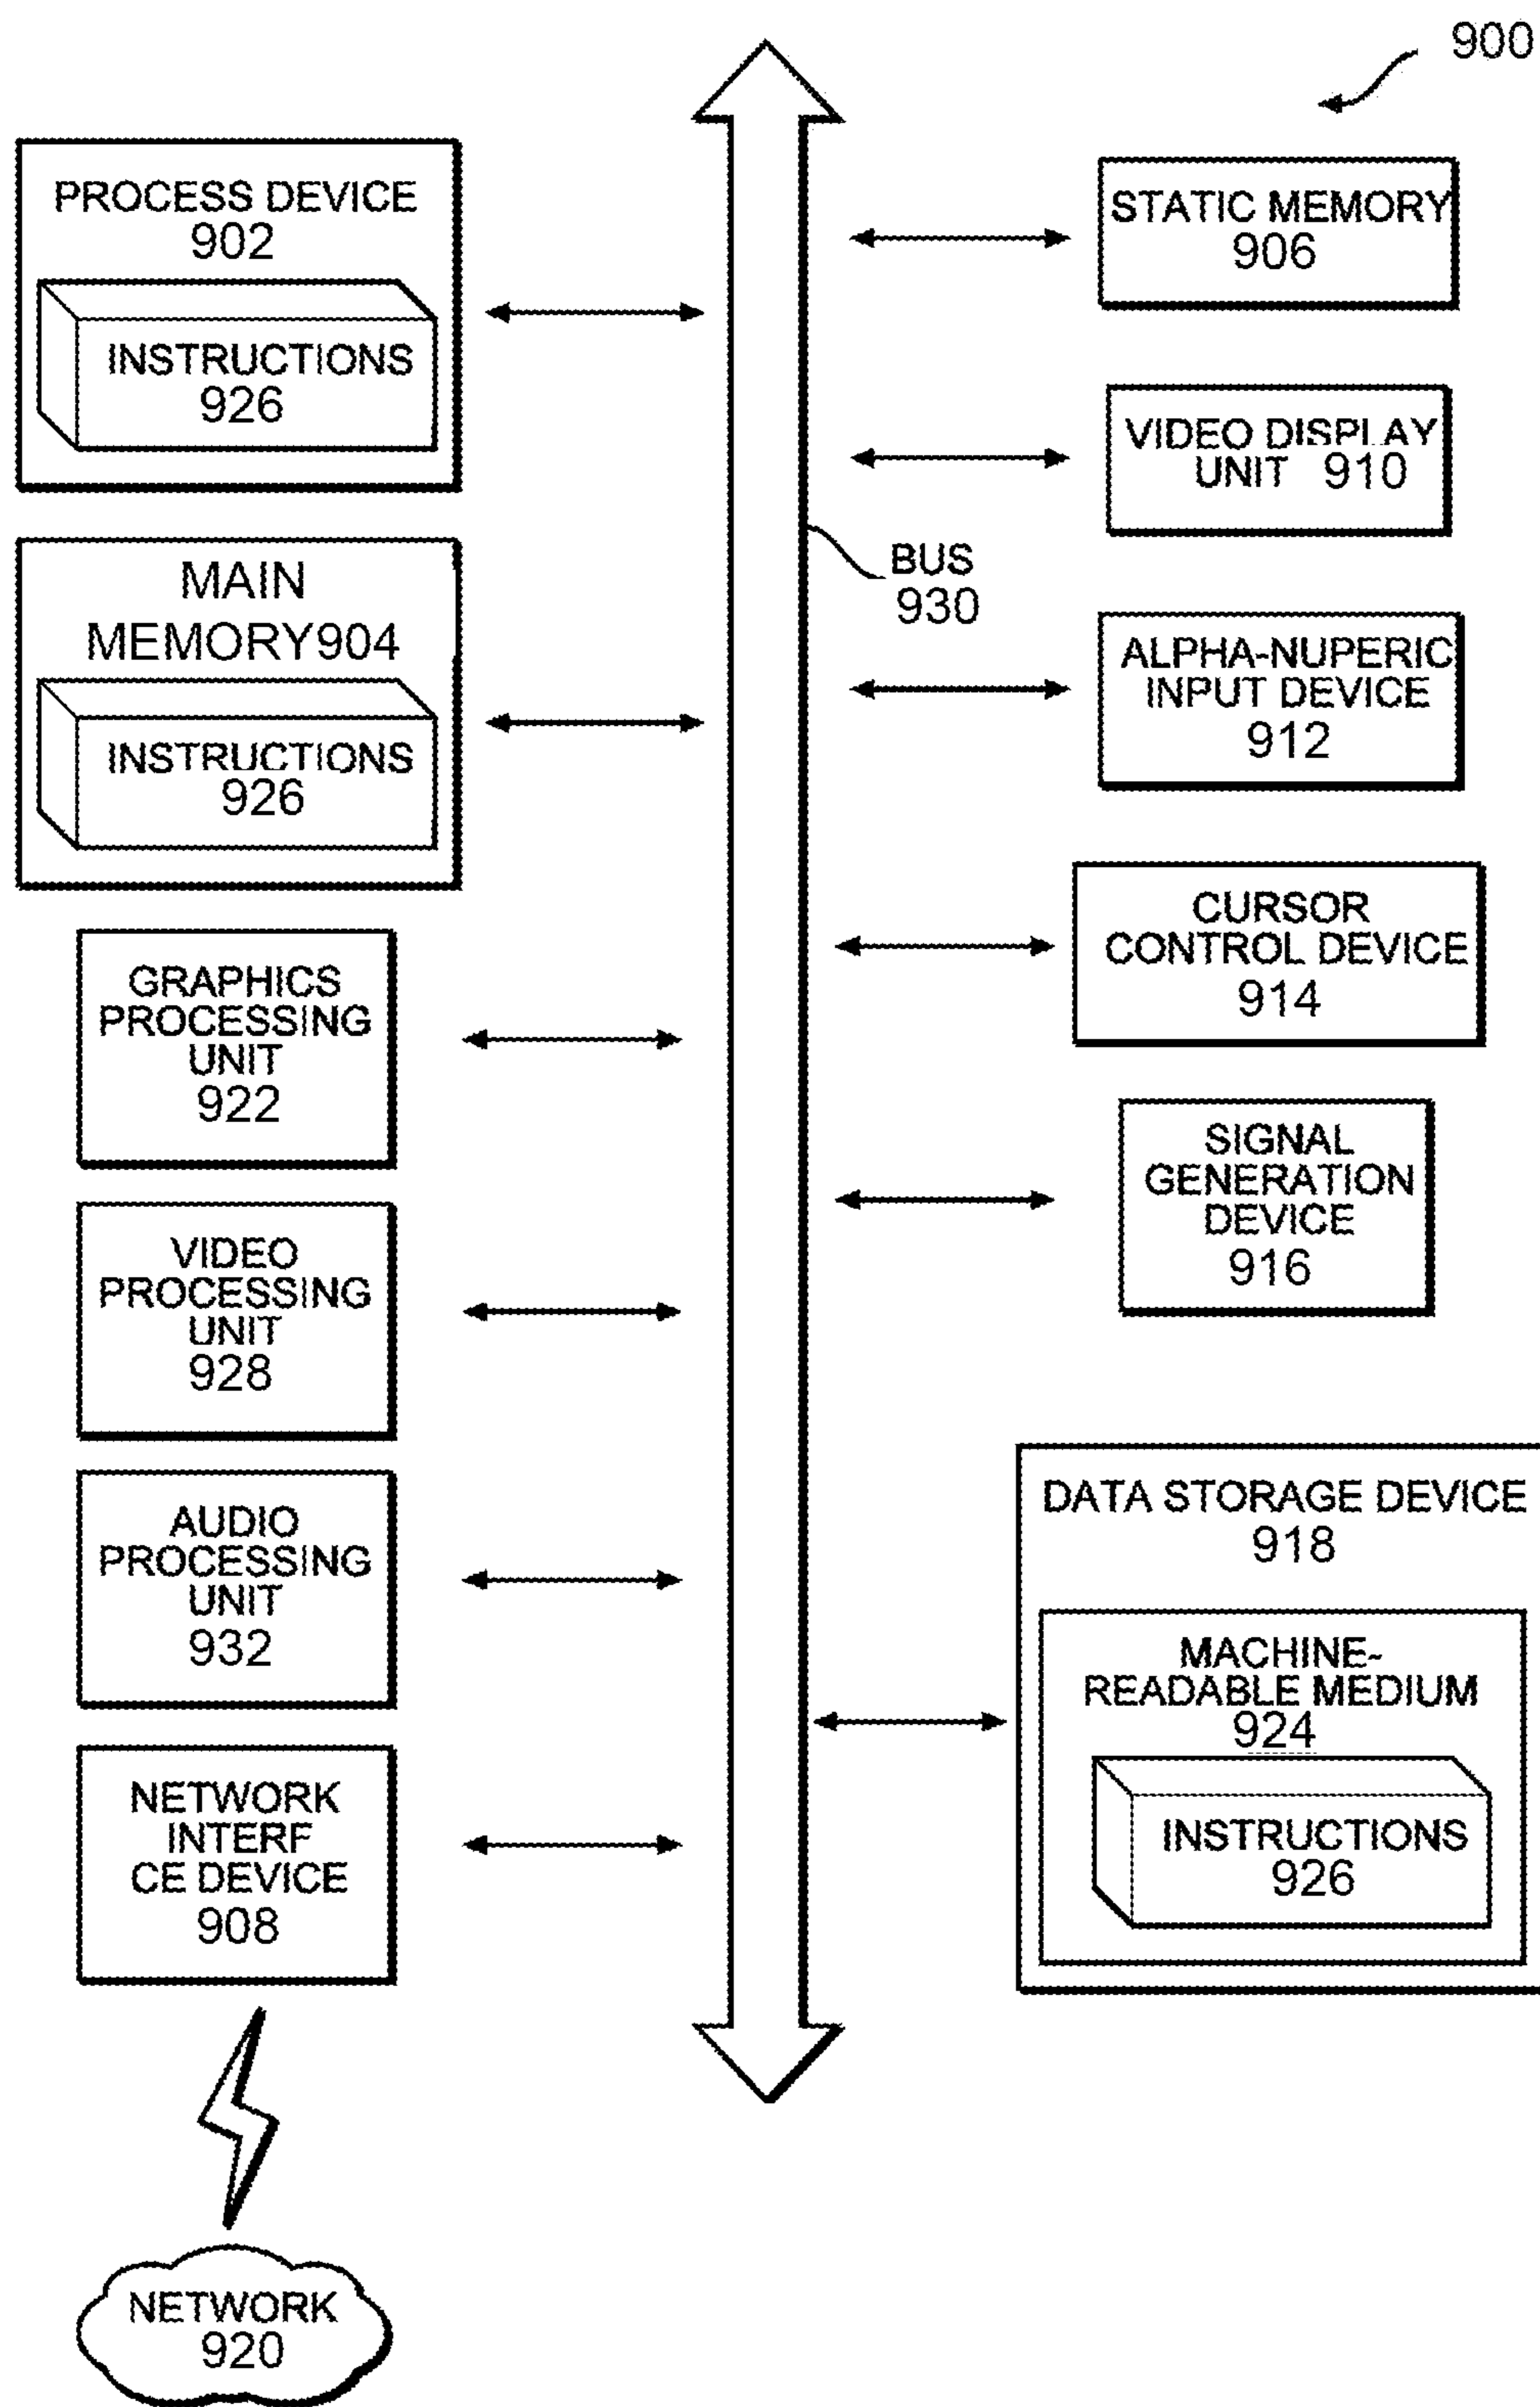 900
PROCESS DEVICE
902
INSTRUCTIONS
926
MAIN
MEMORY904
INSTRUCTIONS
926
GRAPHICS
PROCESSING
UNIT
922
VIDEO
PROCESSING
UNIT
928
AUDIO
PROCESSING
UNIT
932
NETWORK
INTERF
CE DEVICE
908
NETWORK
920
BUS
930
STATIC MEMORY
906
VIDEO DISPLAY
UNIT 910
ALPHA-NUPERIC
INPUT DEVICE
912
CURSOR
CONTROL DEVICE
914
SIGNAL
GENERATION
DEVICE
916
DATA STORAGE DEVICE
918
MACHINE-
READABLE MEDIUM
924
INSTRUCTIONS
926